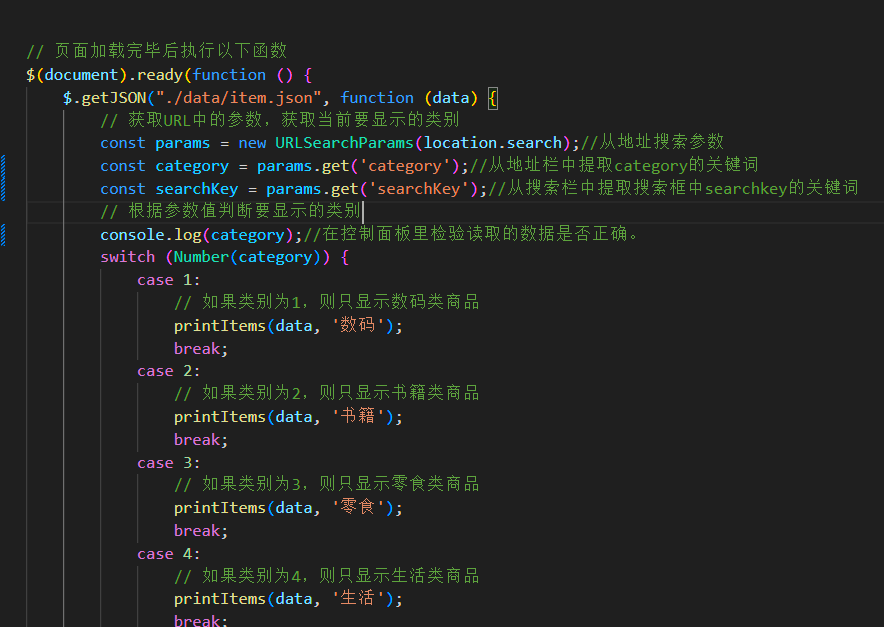 // 页面加载完毕后执行以下函数
$(document).ready(function () {
$.getJSON("./data/item.json", function (data) {
// 获取URL中的参数，获取当前要显示的类别
const params = new URLSearchParams(location.search);//从地址搜索参数
const category = params.get('category');//从地址栏中提取category的关键词
const searchKey = params.get('searchKey');//从搜索栏中提取搜索框中searchkey的关键词
// 根据参数值判断要显示的类别
console.log(category);//在控制面板里检验读取的数据是否正确。
switch (Number(category)) {
case 1:
// 如果类别为1，则只显示数码类商品
printItems(data, '数码');
break;
case 2:
// 如果类别为2，则只显示书籍类商品
printItems(data, '书籍');
break;
case 3:
// 如果类别为3，则只显示零食类商品
printItems(data, '零食');
break;
case 4:
// 如果类别为4，则只显示生活类商品
printItems(data, '生活');
break;